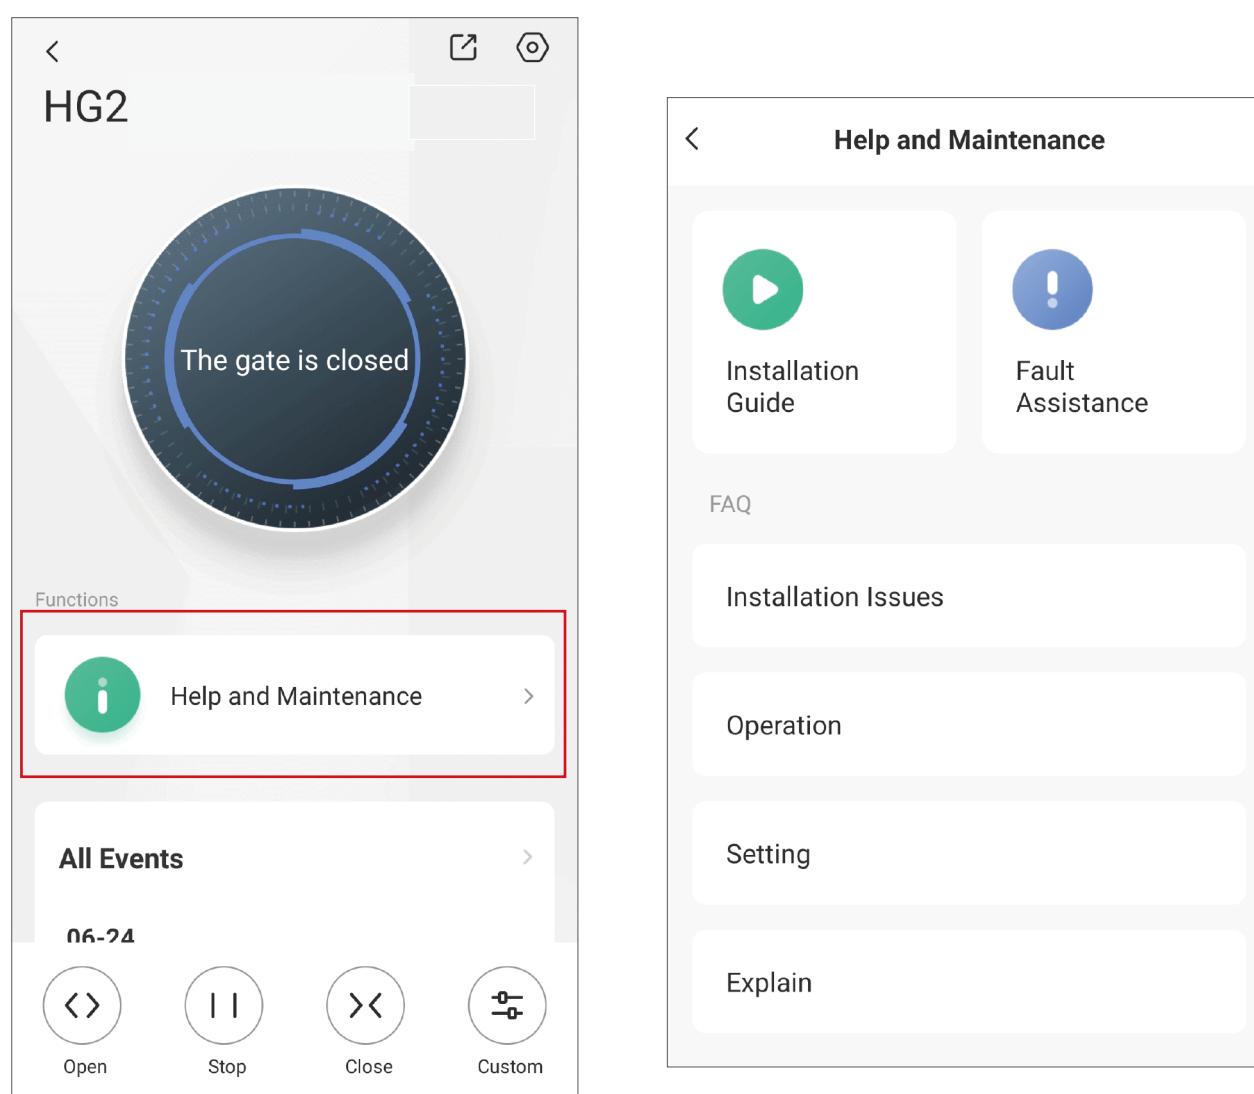 HG2
The gate is closed
Functions
Help and Maintenance
All Events
06-24
Open
Stop
Close
Custom
Help and Maintenance
Installation
Guide
Fault
Assistance
FAQ
Installation Issues
Operation
Setting
Explain